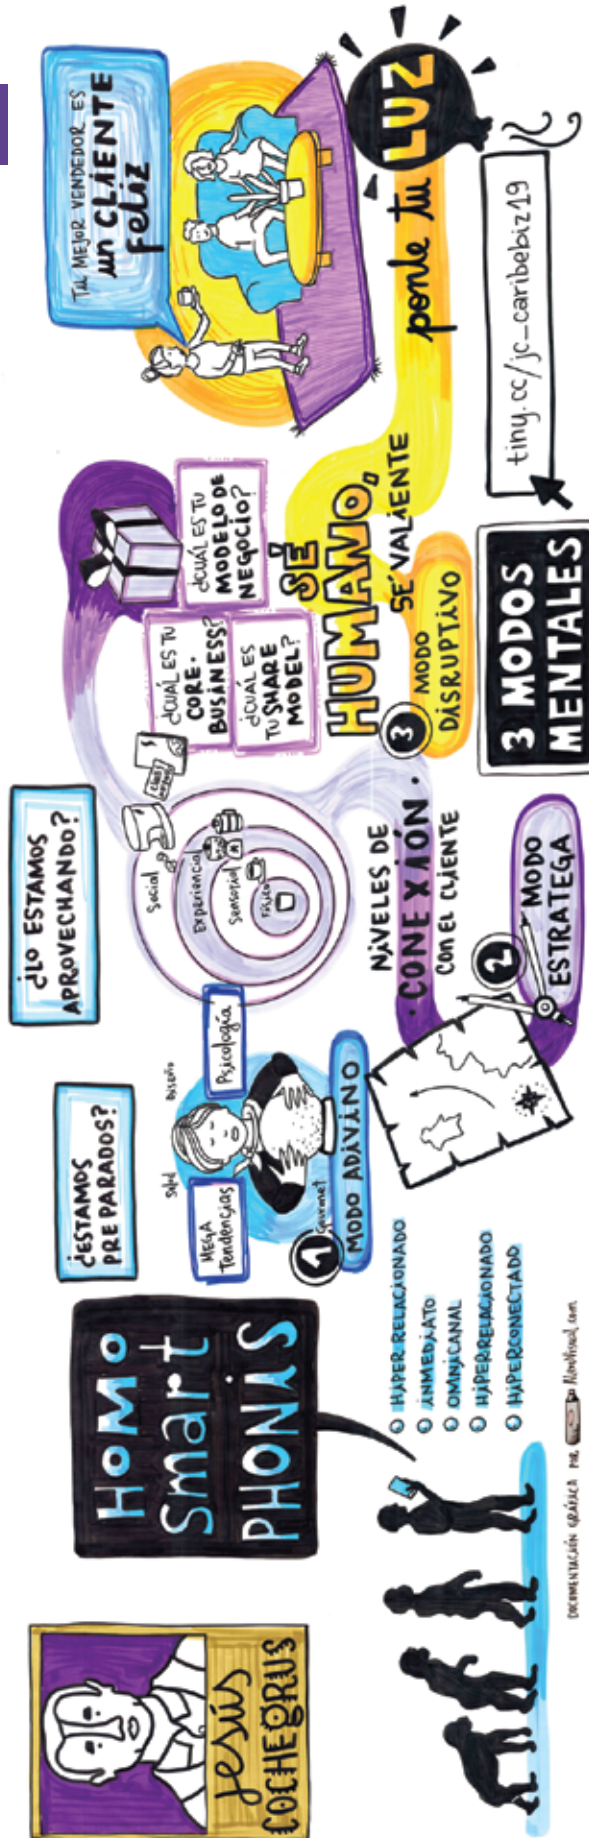 Jesús
COCHEGRUS
HOMO
Smart
PHONIS
HIPER RELACIONADO
INMEDIATO
OMNICANAL
HIPERRELACIONADO
HIPERCONECTADO
DOCUMENTACIÓN GRÁFICA POR
¿ESTAMOS
PREPARADOS?
MEGA
Tendencias
Salud
DISEÑO
Psicología
Gourmet
1
MODO ADIVINO
¿LO ESTAMOS
APROVECHANDO?
Social
Experiencial
Sensorial
Físico
NIVELES DE
·CONEXIÓN·
CON EL CLIENTE
2
MODO
ESTRATEGA
¿CUÁL ES TU
CORE-
BUSINESS?
¿CUÁL ES
TU SHARE
MODEL?
¿CUÁL ES TU
MODELO DE
NEGOCIO?
SÉ
HUMANO,
SÉ VALIENTE
3
MODO
DISRUPTIVO
3 MODOS
MENTALES
TU MEJOR VENDEDOR ES
un CLIENTE
feliz
ponle tu LUZ
tiny.cc/jc_caribebiz19